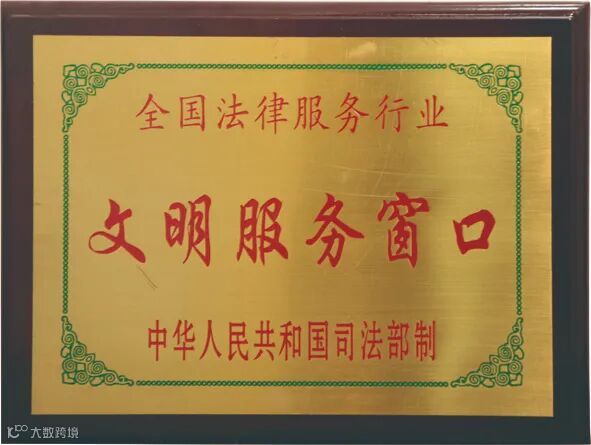 全国法律服务行业
文明服务窗口
中华人民共和国司法部制
大数跨境